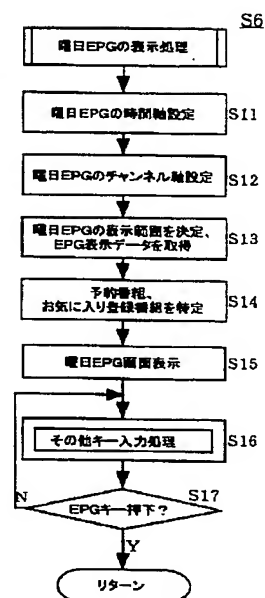 S6
曜日EPGの表示処理
曜日EPGの時間軸設定 S11
曜日EPGのチャンネル軸設定 S12
曜日EPGの表示範囲を決定、
EPG表示データを取得 S13
予約番組、
お気に入り登録番組を特定 S14
曜日EPG画面表示 S15
その他キー入力処理 S16
S17
N EPGキー押下?
Y
リターン